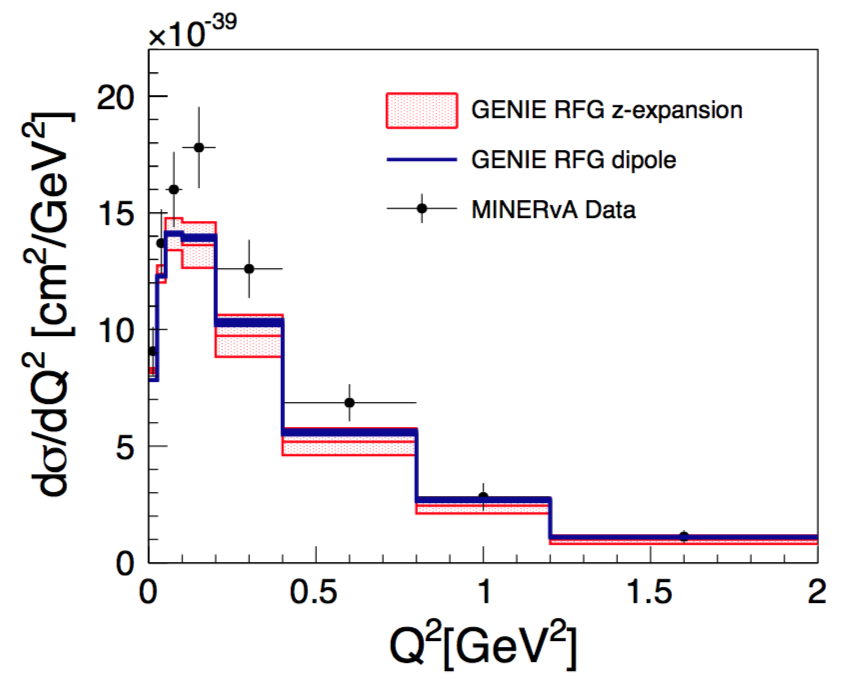 ×10⁻³⁹
dσ/dQ² [cm²/GeV²]
20
15
10
5
0
GENIE RFG z-expansion
GENIE RFG dipole
MINERvA Data
0 0.5 1 1.5 2
Q²[GeV²]